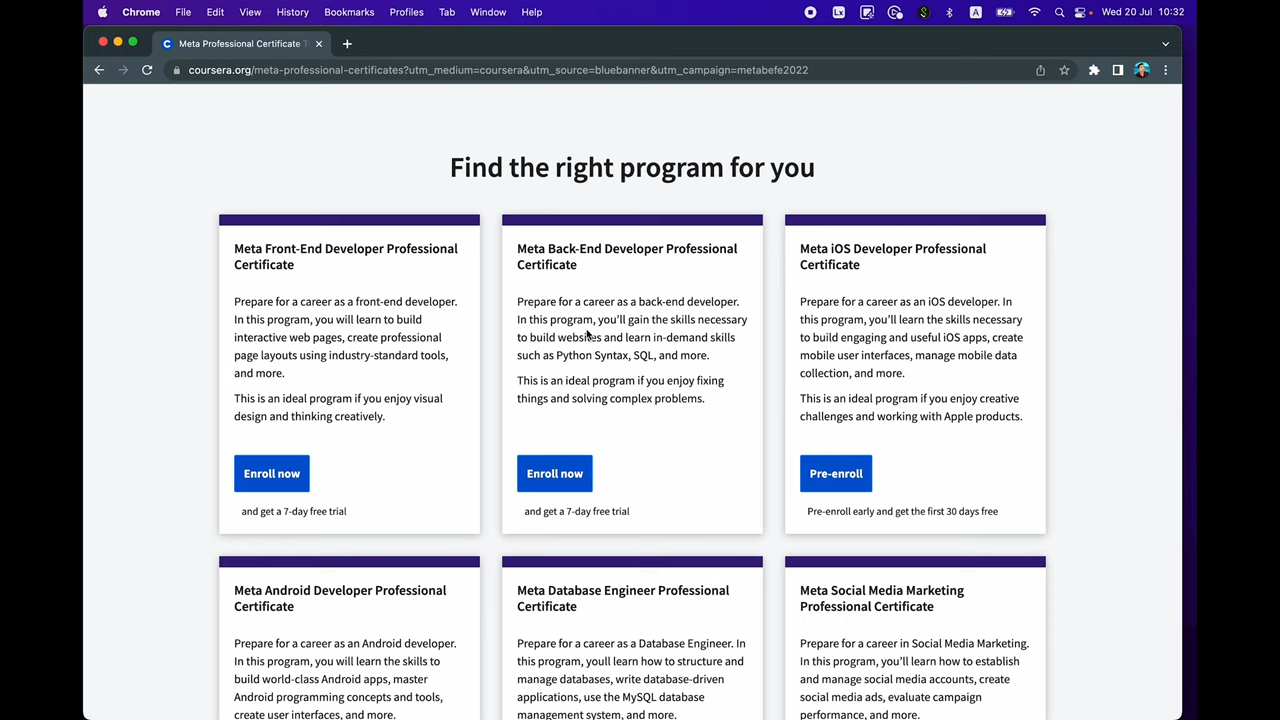 Chrome File Edit View History Bookmarks Profiles Tab Window Help Lx S A Wed 20 Jul 10:32
Meta Professional Certificate
coursera.org/meta-professional-certificates?utm_medium=coursera&utm_source=bluebanner&utm_campaign=metabefe2022
Find the right program for you
Meta Front-End Developer Professional
Certificate
Prepare for a career as a front-end developer.
In this program, you will learn to build
interactive web pages, create professional
page layouts using industry-standard tools,
and more.
This is an ideal program if you enjoy visual
design and thinking creatively.
Enroll now
and get a 7-day free trial
Meta Back-End Developer Professional
Certificate
Prepare for a career as a back-end developer.
In this program, you’ll gain the skills necessary
to build websites and learn in-demand skills
such as Python Syntax, SQL, and more.
This is an ideal program if you enjoy fixing
things and solving complex problems.
Enroll now
and get a 7-day free trial
Meta iOS Developer Professional
Certificate
Prepare for a career as an iOS developer. In
this program, you’ll learn the skills necessary
to build engaging and useful iOS apps, create
mobile user interfaces, manage mobile data
collection, and more.
This is an ideal program if you enjoy creative
challenges and working with Apple products.
Pre-enroll
Pre-enroll early and get the first 30 days free
Meta Android Developer Professional
Certificate
Prepare for a career as an Android developer.
In this program, you will learn the skills to
build world-class Android apps, master
Android programming concepts and tools,
create user interfaces, and more.
Meta Database Engineer Professional
Certificate
Prepare for a career as a Database Engineer. In
this program, youll learn how to structure and
manage databases, write database-driven
applications, use the MySQL database
management system, and more.
Meta Social Media Marketing
Professional Certificate
Prepare for a career in Social Media Marketing.
In this program, you’ll learn how to establish
and manage social media accounts, create
social media ads, evaluate campaign
performance, and more.